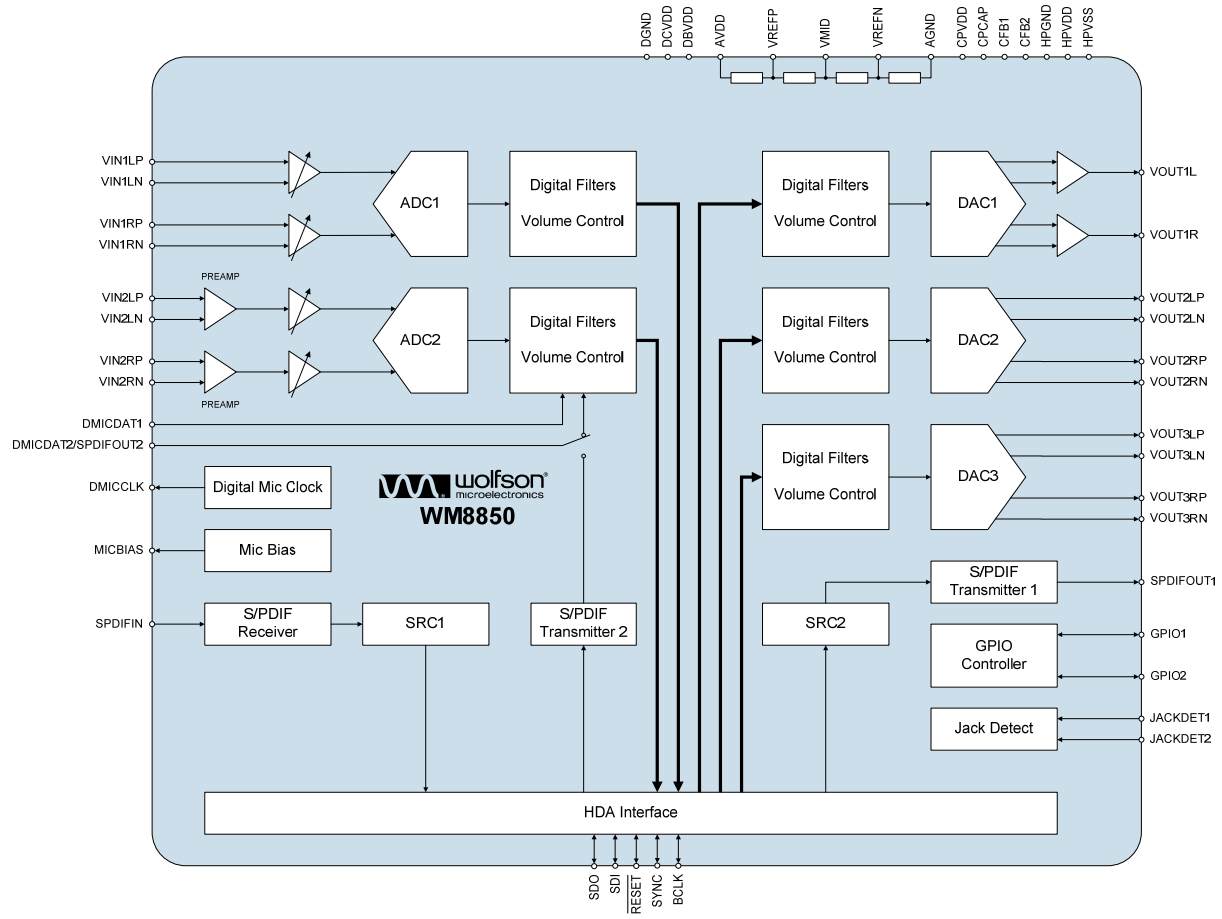 DGND
DCVDD
DBVDD
AVDD
VREFP
VMID
VREFN
AGND
CPVDD
CPCAP
CFB1
CFB2
HPGND
HPVDD
HPVSS
VIN1LP
VIN1LN
VIN1RP
VIN1RN
PREAMP
VIN2LP
VIN2LN
VIN2RP
VIN2RN
PREAMP
DMICDAT1
DMICDAT2/SPDIFOUT2
DMICCLK
MICBIAS
SPDIFIN
ADC1
Digital Filters
Volume Control
ADC2
Digital Filters
Volume Control
Digital Mic Clock
Mic Bias
S/PDIF
Receiver
SRC1
S/PDIF
Transmitter 2
wolfson®
microelectronics
WM8850
Digital Filters
Volume Control
DAC1
Digital Filters
Volume Control
DAC2
Digital Filters
Volume Control
DAC3
SRC2
S/PDIF
Transmitter 1
GPIO
Controller
Jack Detect
VOUT1L
VOUT1R
VOUT2LP
VOUT2LN
VOUT2RP
VOUT2RN
VOUT3LP
VOUT3LN
VOUT3RP
VOUT3RN
SPDIFOUT1
GPIO1
GPIO2
JACKDET1
JACKDET2
HDA Interface
SDO
SDI
RESET
SYNC
BCLK